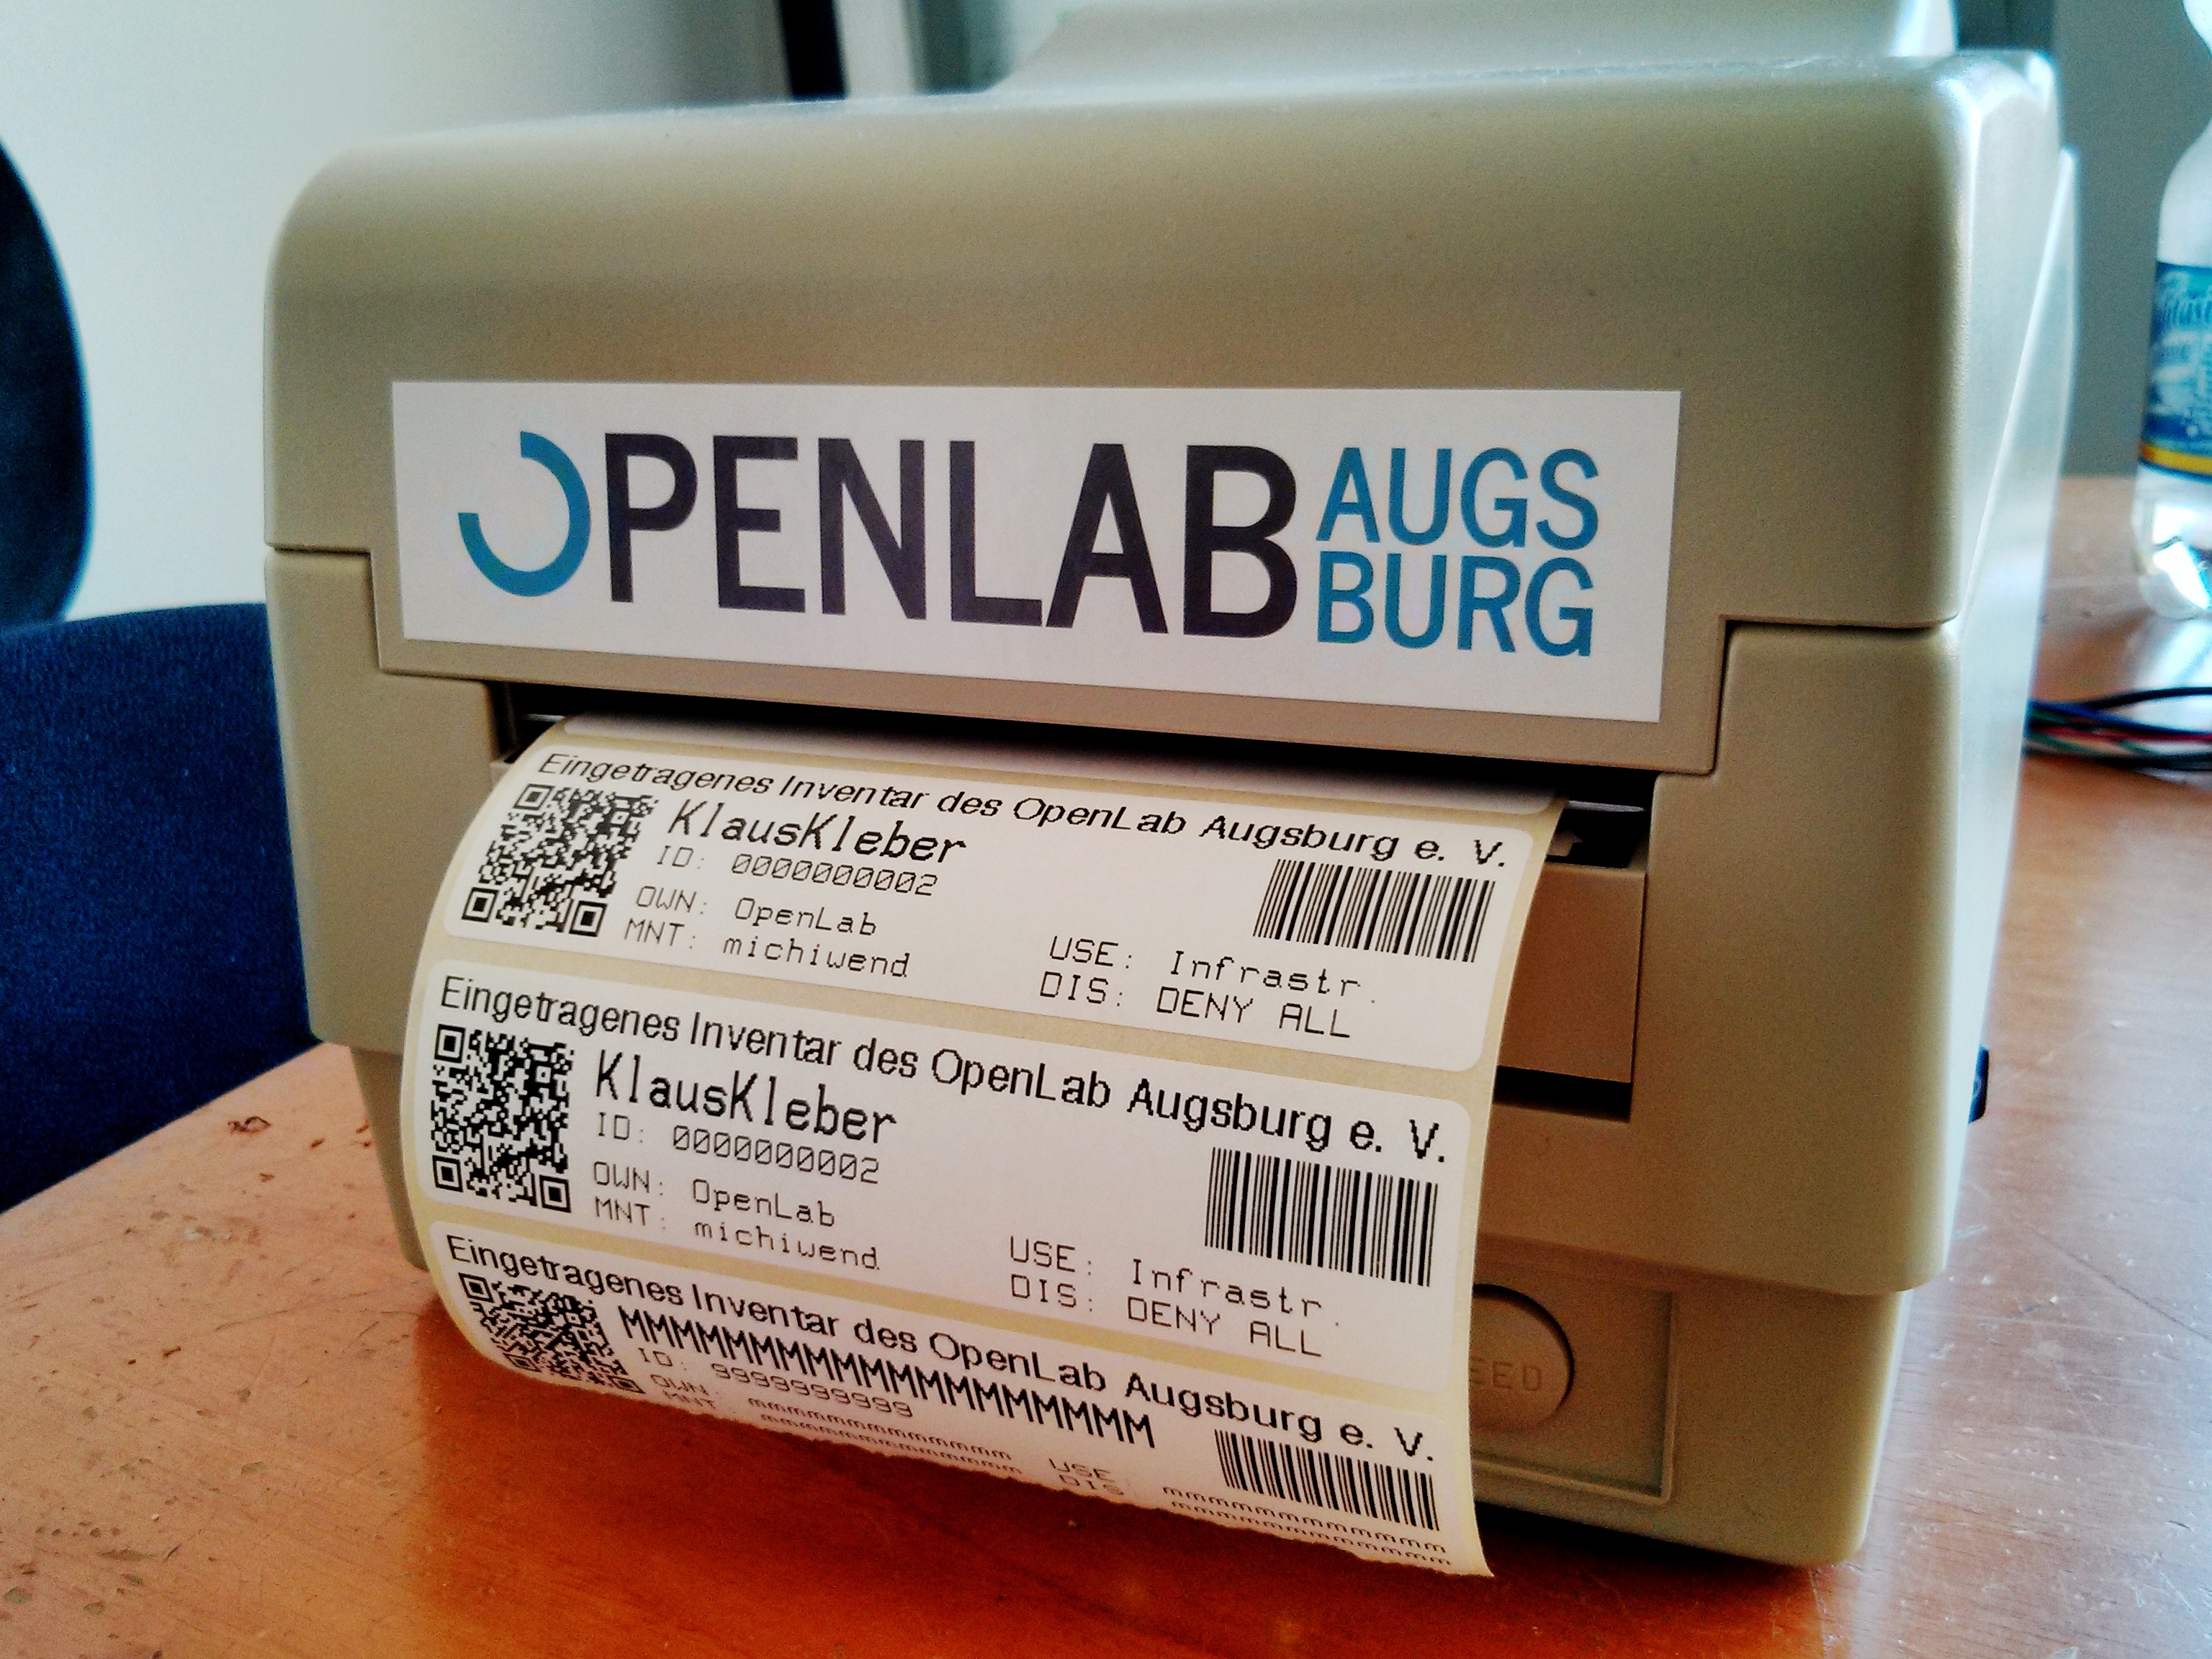 OPENLAB
AUGS
BURG
Eingetragenes Inventar des OpenLab Augsburg e. V.
KlausKleber
ID: 0000000002
OWN: OpenLab
MNT: michiwend
USE: Infrastr.
DIS: DENY ALL
Eingetragenes Inventar des OpenLab Augsburg e. V.
KlausKleber
ID: 0000000002
OWN: OpenLab
MNT: michiwend
USE: Infrastr.
DIS: DENY ALL
Eingetragenes Inventar des OpenLab Augsburg e. V.
MMMMMMMMMMMMMMMMMMMM
ID: 9999999999
OWN:
MNT
USE:
DIS